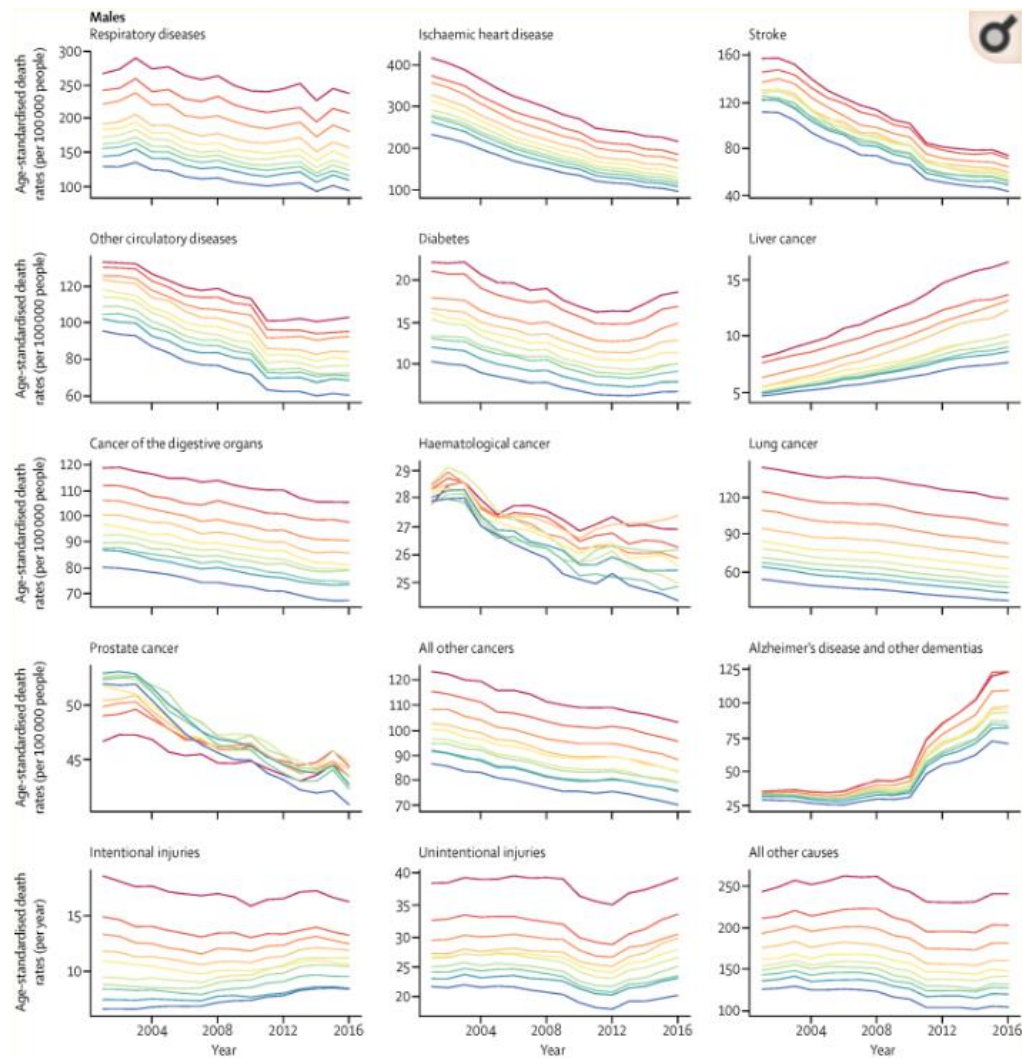 Males
Respiratory diseases
Ischaemic heart disease
Stroke
Age-standardised death
rates (per 100 000 people)
300
250
200
150
100
400
300
200
100
160
120
80
40
Other circulatory diseases
Diabetes
Liver cancer
Age-standardised death
rates (per 100 000 people)
120
100
80
60
20
15
10
15
10
5
Cancer of the digestive organs
Haematological cancer
Lung cancer
Age-standardised death
rates (per 100 000 people)
120
110
100
90
80
70
29
28
27
26
25
120
90
60
Prostate cancer
All other cancers
Alzheimer's disease and other dementias
Age-standardised death
rates (per 100 000 people)
50
45
120
110
100
90
80
70
125
100
75
50
25
Intentional injuries
Unintentional injuries
All other causes
Age-standardised death
rates (per year)
15
10
40
35
30
25
20
250
200
150
100
2004 2008 2012 2016
2004 2008 2012 2016
2004 2008 2012 2016
Year
Year
Year